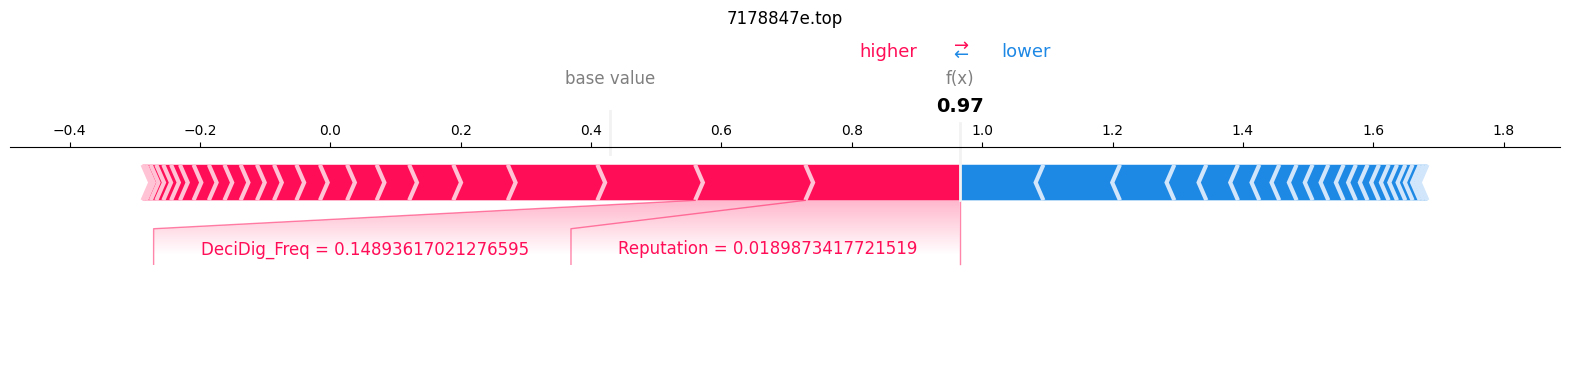 7178847e.top
higher ⇄ lower
base value f(x)
0.97
−0.4 −0.2 0.0 0.2 0.4 0.6 0.8 1.0 1.2 1.4 1.6 1.8
DeciDig_Freq = 0.14893617021276595 Reputation = 0.0189873417721519